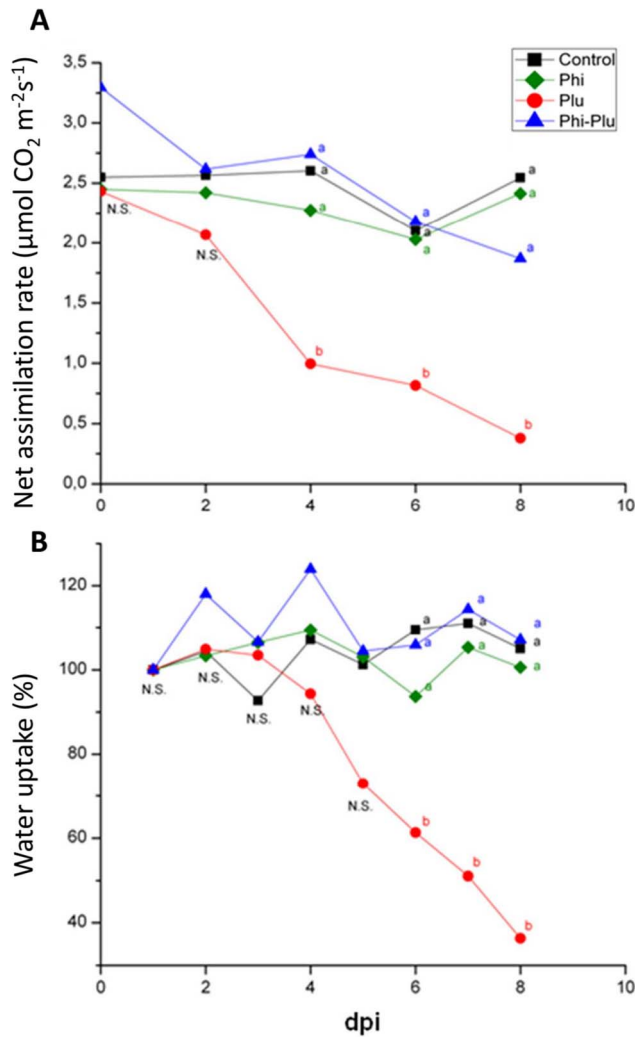 A
Net assimilation rate (µmol CO₂ m⁻²s⁻¹)
3,5
3,0
2,5
2,0
1,5
1,0
0,5
0,0
Control
Phi
Plu
Phi-Plu
N.S.
N.S.
a
a
a
b
a
a
a
b
a
a
a
b
0
2
4
6
8
10
B
Water uptake (%)
120
100
80
60
40
N.S.
N.S.
N.S.
N.S.
N.S.
a
a
a
b
a
a
a
b
a
a
a
b
0
2
4
6
8
10
dpi